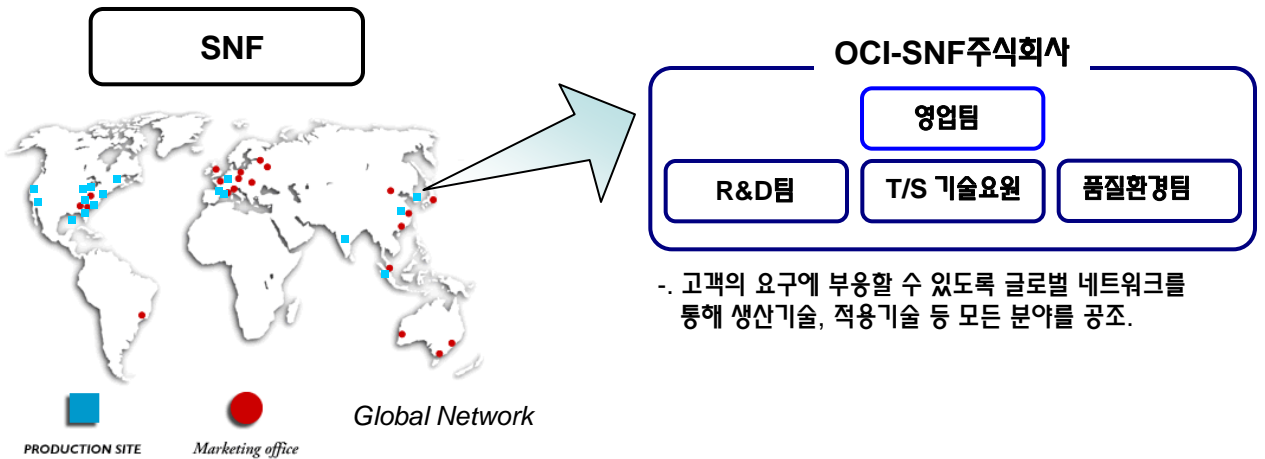 SNF
OCI-SNF주식회사
영업팀
R&D팀
T/S 기술요원
품질환경팀
-. 고객의 요구에 부응할 수 있도록 글로벌 네트워크를
통해 생산기술, 적용기술 등 모든 분야를 공조.
Global Network
PRODUCTION SITE
Marketing office